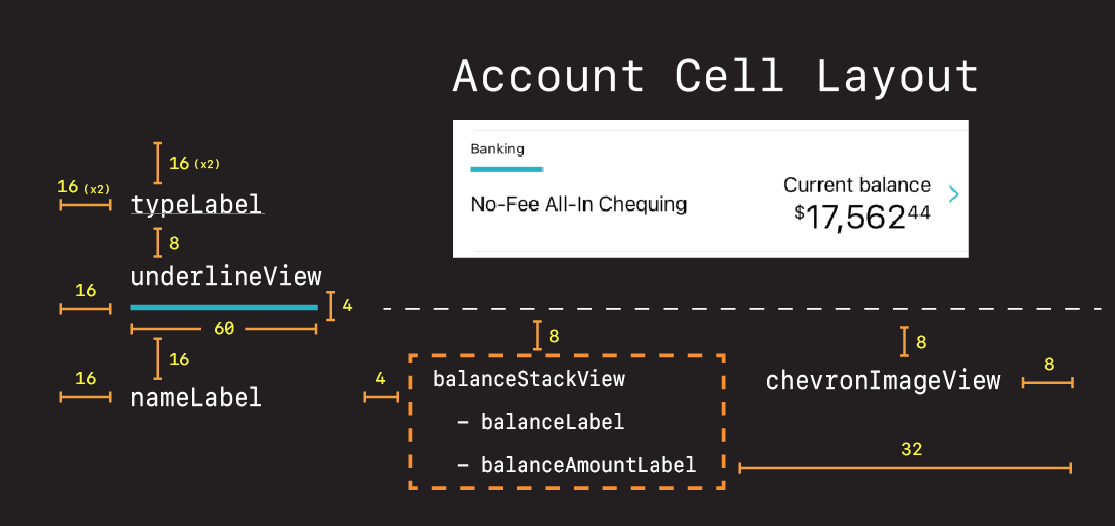 Account Cell Layout
Banking
No-Fee All-In Chequing
Current balance
$17,562 44
16 (x2)
16 (x2)
typeLabel
8
underlineView
16
4
60
16
16
nameLabel
8
4
balanceStackView
– balanceLabel
– balanceAmountLabel
8
chevronImageView
8
32